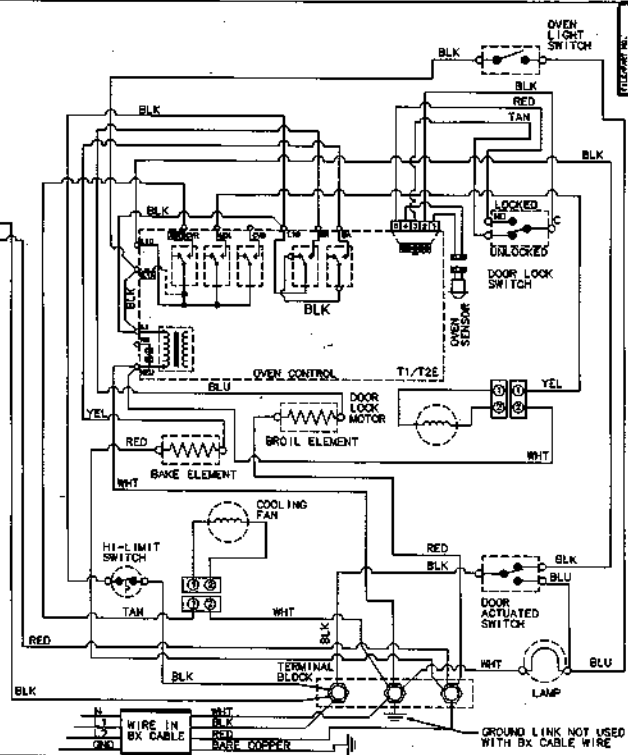 OVEN
LIGHT
SWITCH
BLK
BLK
RED
TAN
BLK
BLK
LOCKED
NO
C
UNLOCKED
DOOR LOCK
SWITCH
BLK
BLK
OVEN
SENSOR
OVEN CONTROL
T1/T2E
BLU
DOOR
LOCK
MOTOR
YEL
YEL
RED
BROIL ELEMENT
WHT
BAKE ELEMENT
WHT
COOLING
FAN
HI-LIMIT
SWITCH
RED
BLK
BLK
BLU
DOOR
ACTUATED
SWITCH
TAN
WHT
BLK
RED
TERMINAL
BLOCK
BLK
WHT
BLU
LAMP
BLK
N
WHT
L1
WIRE IN
BLK
L2
BX CABLE
RED
GND
BARE COPPER
GROUND LINK NOT USED
WITH BX CABLE WIRE